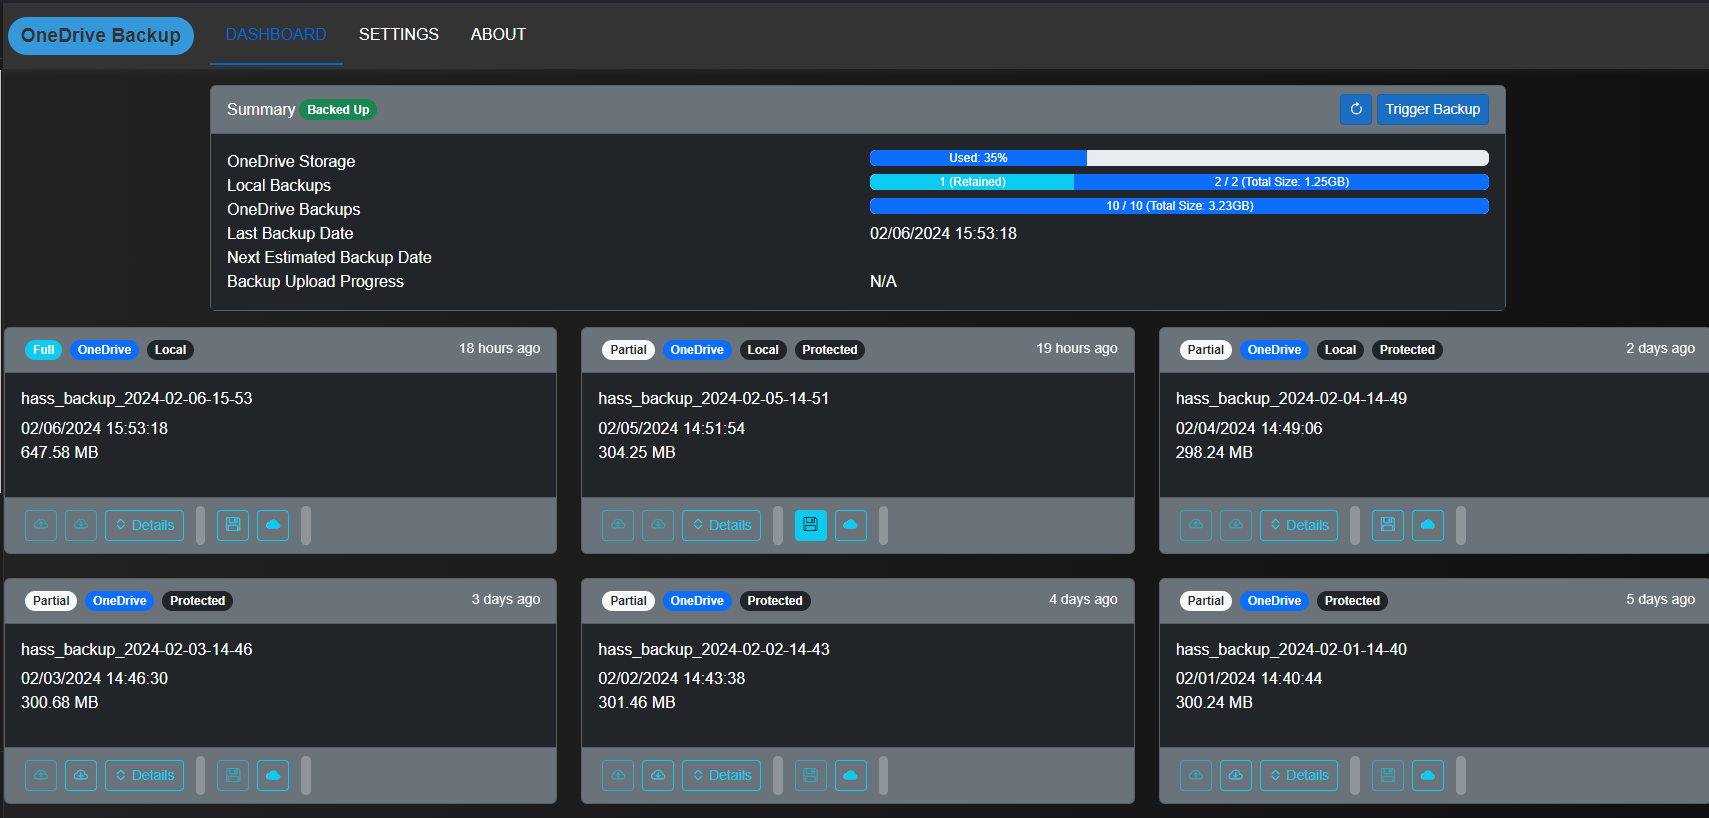 OneDrive Backup DASHBOARD SETTINGS ABOUT
Summary Backed Up Trigger Backup
OneDrive Storage Used: 35%
Local Backups 1 (Retained) 2 / 2 (Total Size: 1.25GB)
OneDrive Backups 10 / 10 (Total Size: 3.23GB)
Last Backup Date 02/06/2024 15:53:18
Next Estimated Backup Date
Backup Upload Progress N/A
Full OneDrive Local 18 hours ago
hass_backup_2024-02-06-15-53
02/06/2024 15:53:18
647.58 MB
Details
Partial OneDrive Local Protected 19 hours ago
hass_backup_2024-02-05-14-51
02/05/2024 14:51:54
304.25 MB
Details
Partial OneDrive Local Protected 2 days ago
hass_backup_2024-02-04-14-49
02/04/2024 14:49:06
298.24 MB
Details
Partial OneDrive Protected 3 days ago
hass_backup_2024-02-03-14-46
02/03/2024 14:46:30
300.68 MB
Details
Partial OneDrive Protected 4 days ago
hass_backup_2024-02-02-14-43
02/02/2024 14:43:38
301.46 MB
Details
Partial OneDrive Protected 5 days ago
hass_backup_2024-02-01-14-40
02/01/2024 14:40:44
300.24 MB
Details